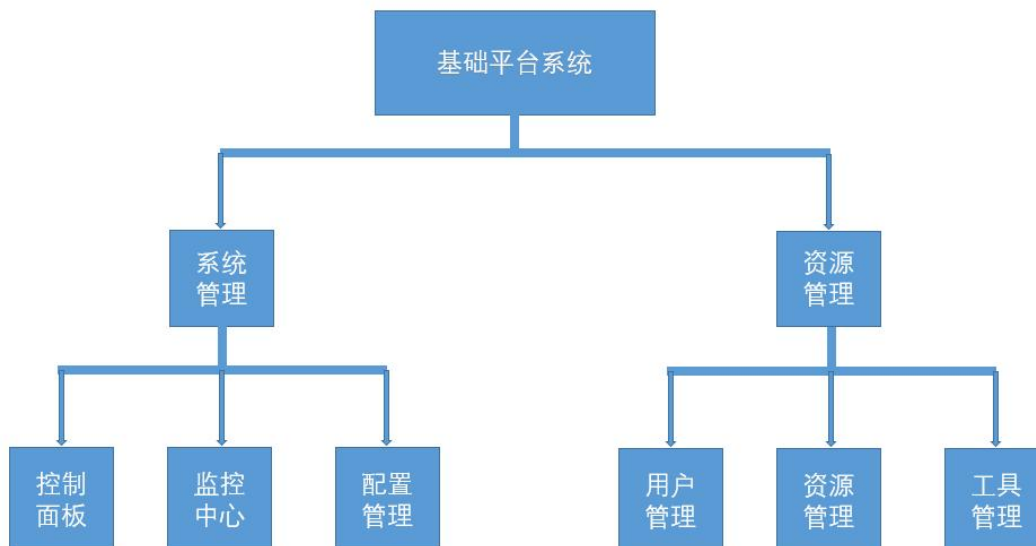 基础平台系统
系统
管理
资源
管理
控制
面板
监控
中心
配置
管理
用户
管理
资源
管理
工具
管理